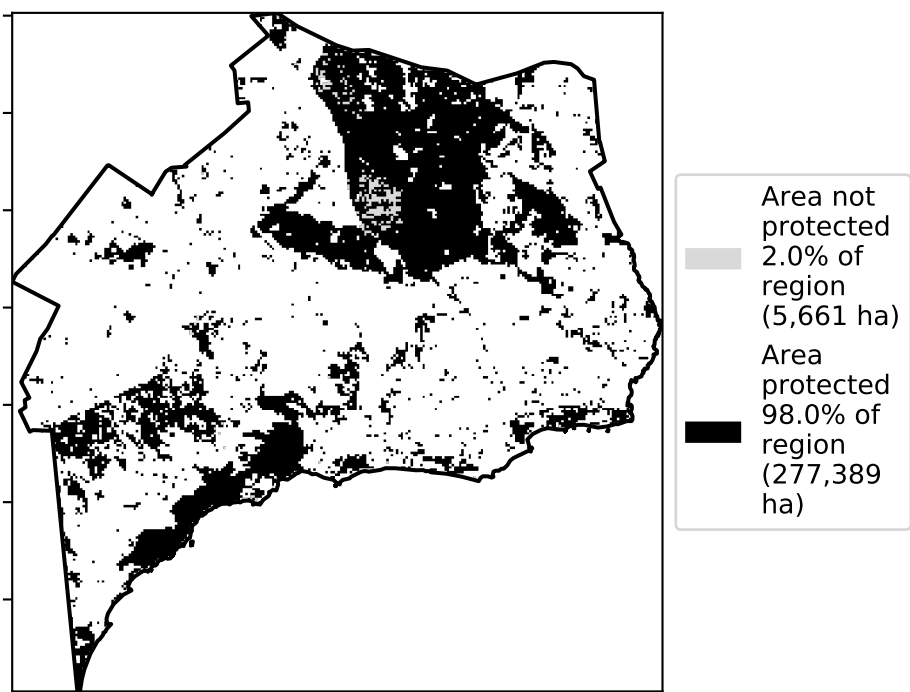 Area not
protected
2.0% of
region
(5,661 ha)
Area
protected
98.0% of
region
(277,389
ha)